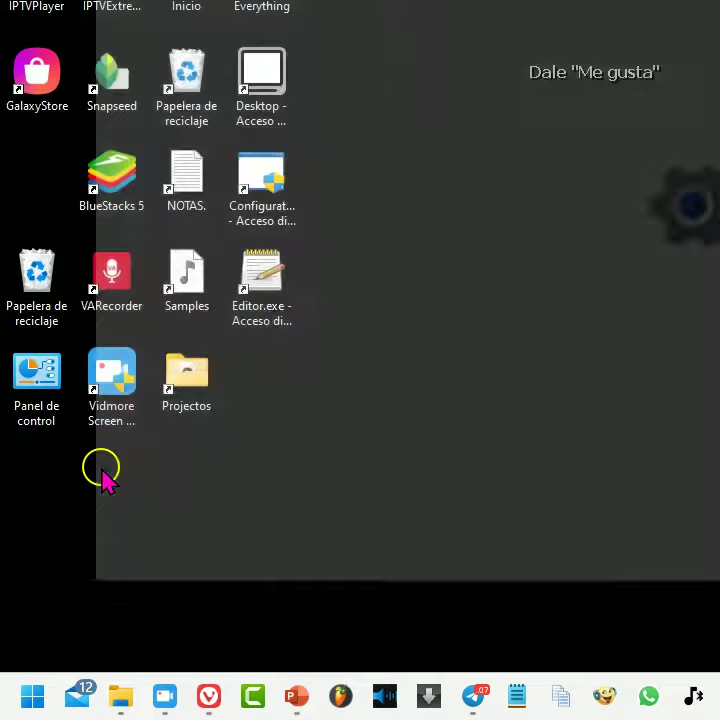 IPTVPlayer
IPTVExtre...
Inicio
Everything
Dale "Me gusta"
GalaxyStore
Snapseed
Papelera de
reciclaje
Desktop -
Acceso ...
BlueStacks 5
NOTAS.
Configurat...
- Acceso di...
Papelera de
reciclaje
VARecorder
Samples
Editor.exe -
Acceso di...
Panel de
control
Vidmore
Screen ...
Projectos
12
.07